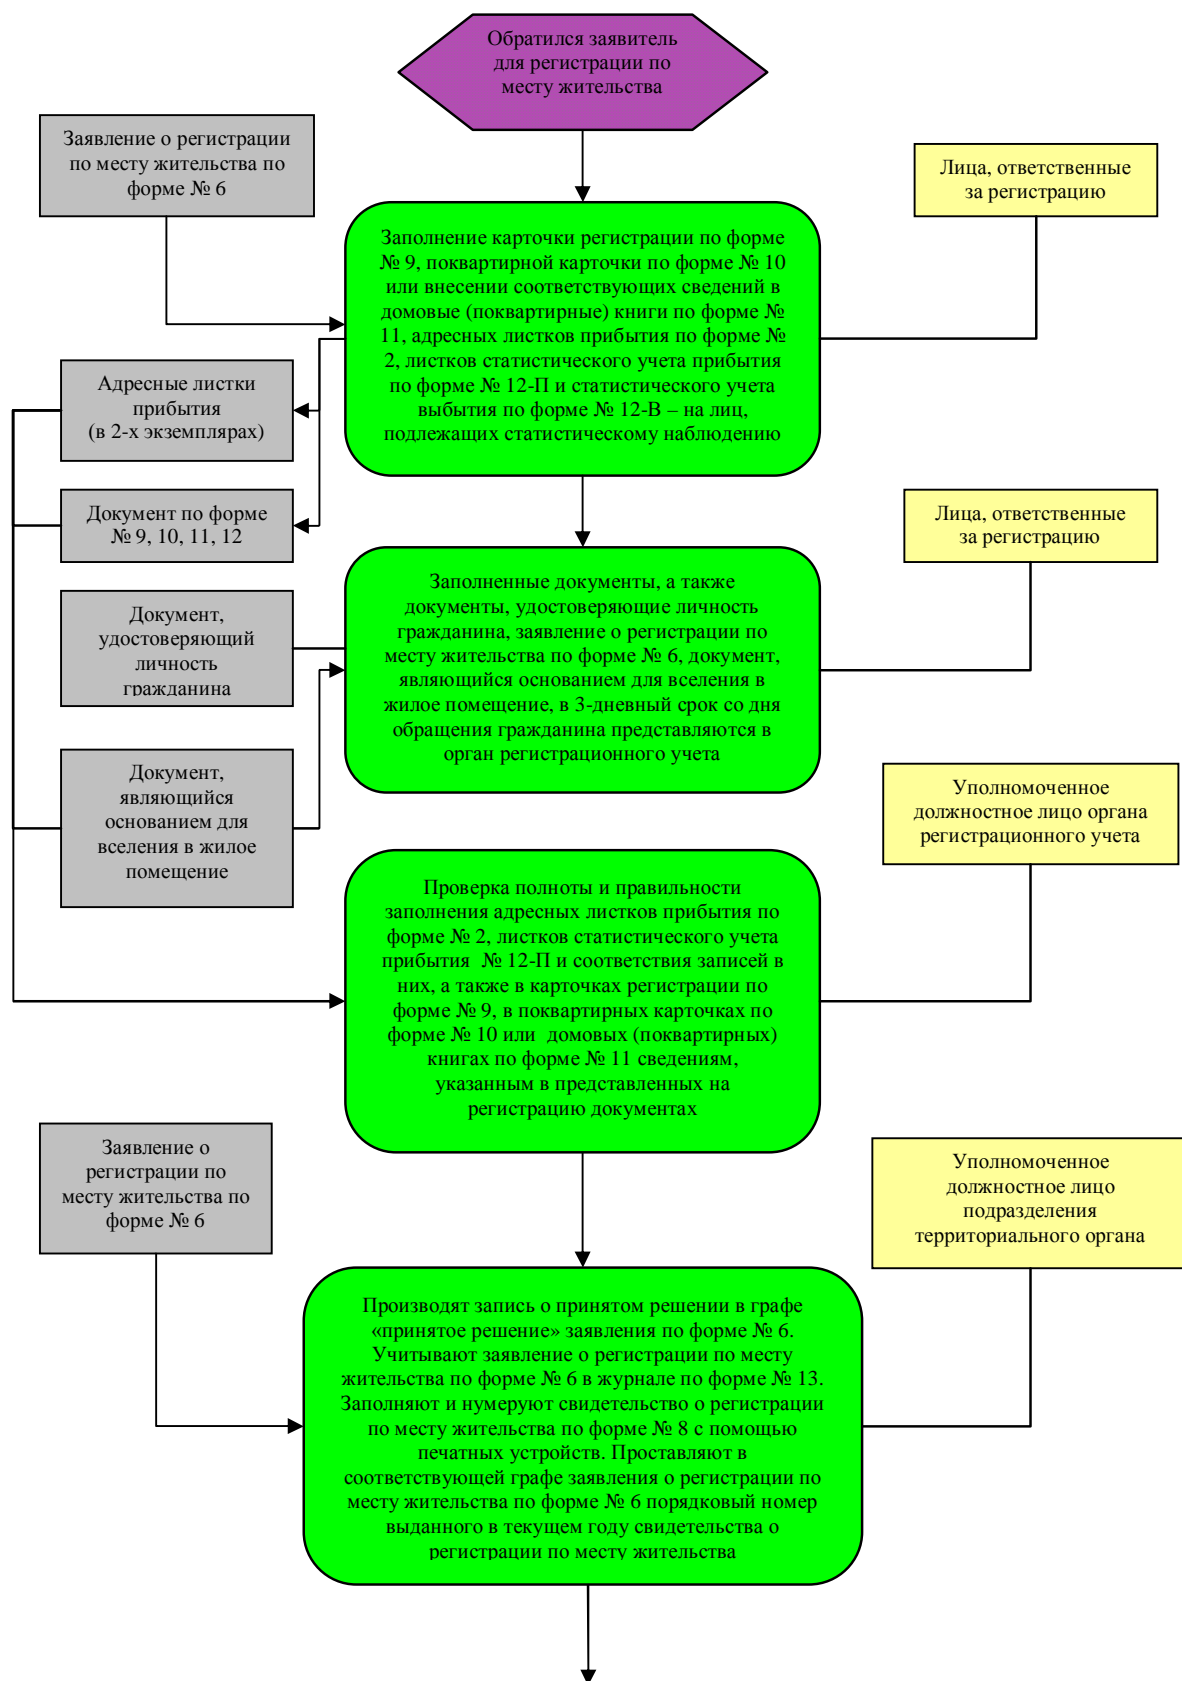 Обратился заявитель
для регистрации по
месту жительства
Заявление о регистрации
по месту жительства по
форме № 6
Лица, ответственные
за регистрацию
Заполнение карточки регистрации по форме
№ 9, поквартирной карточки по форме № 10
или внесении соответствующих сведений в
домовые (поквартирные) книги по форме №
11, адресных листков прибытия по форме №
2, листков статистического учета прибытия
по форме № 12-П и статистического учета
выбытия по форме № 12-В – на лиц,
подлежащих статистическому наблюдению
Адресные листки
прибытия
(в 2-х экземплярах)
Документ по форме
№ 9, 10, 11, 12
Лица, ответственные
за регистрацию
Документ,
удостоверяющий
личность
гражданина
Заполненные документы, а также
документы, удостоверяющие личность
гражданина, заявление о регистрации по
месту жительства по форме № 6, документ,
являющийся основанием для вселения в
жилое помещение, в 3-дневный срок со дня
обращения гражданина представляются в
орган регистрационного учета
Документ,
являющийся
основанием для
вселения в жилое
помещение
Уполномоченное
должностное лицо органа
регистрационного учета
Проверка полноты и правильности
заполнения адресных листков прибытия по
форме № 2, листков статистического учета
прибытия  № 12-П и соответствия записей в
них, а также в карточках регистрации по
форме № 9, в поквартирных карточках по
форме № 10 или  домовых (поквартирных)
книгах по форме № 11 сведениям,
указанным в представленных на
регистрацию документах
Заявление о
регистрации по
месту жительства по
форме № 6
Уполномоченное
должностное лицо
подразделения
территориального органа
Производят запись о принятом решении в графе
«принятое решение» заявления по форме № 6.
Учитывают заявление о регистрации по месту
жительства по форме № 6 в журнале по форме № 13.
Заполняют и нумеруют свидетельство о регистрации
по месту жительства по форме № 8 с помощью
печатных устройств. Проставляют в
соответствующей графе заявления о регистрации по
месту жительства по форме № 6 порядковый номер
выданного в текущем году свидетельства о
регистрации по месту жительства